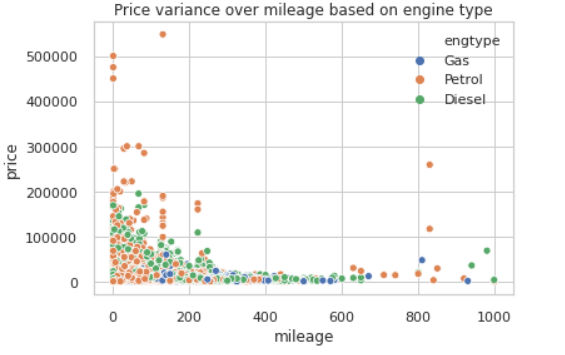 Price variance over mileage based on engine type
engtype
Gas
Petrol
Diesel
price
500000
400000
300000
200000
100000
0
0
200
400
600
800
1000
mileage